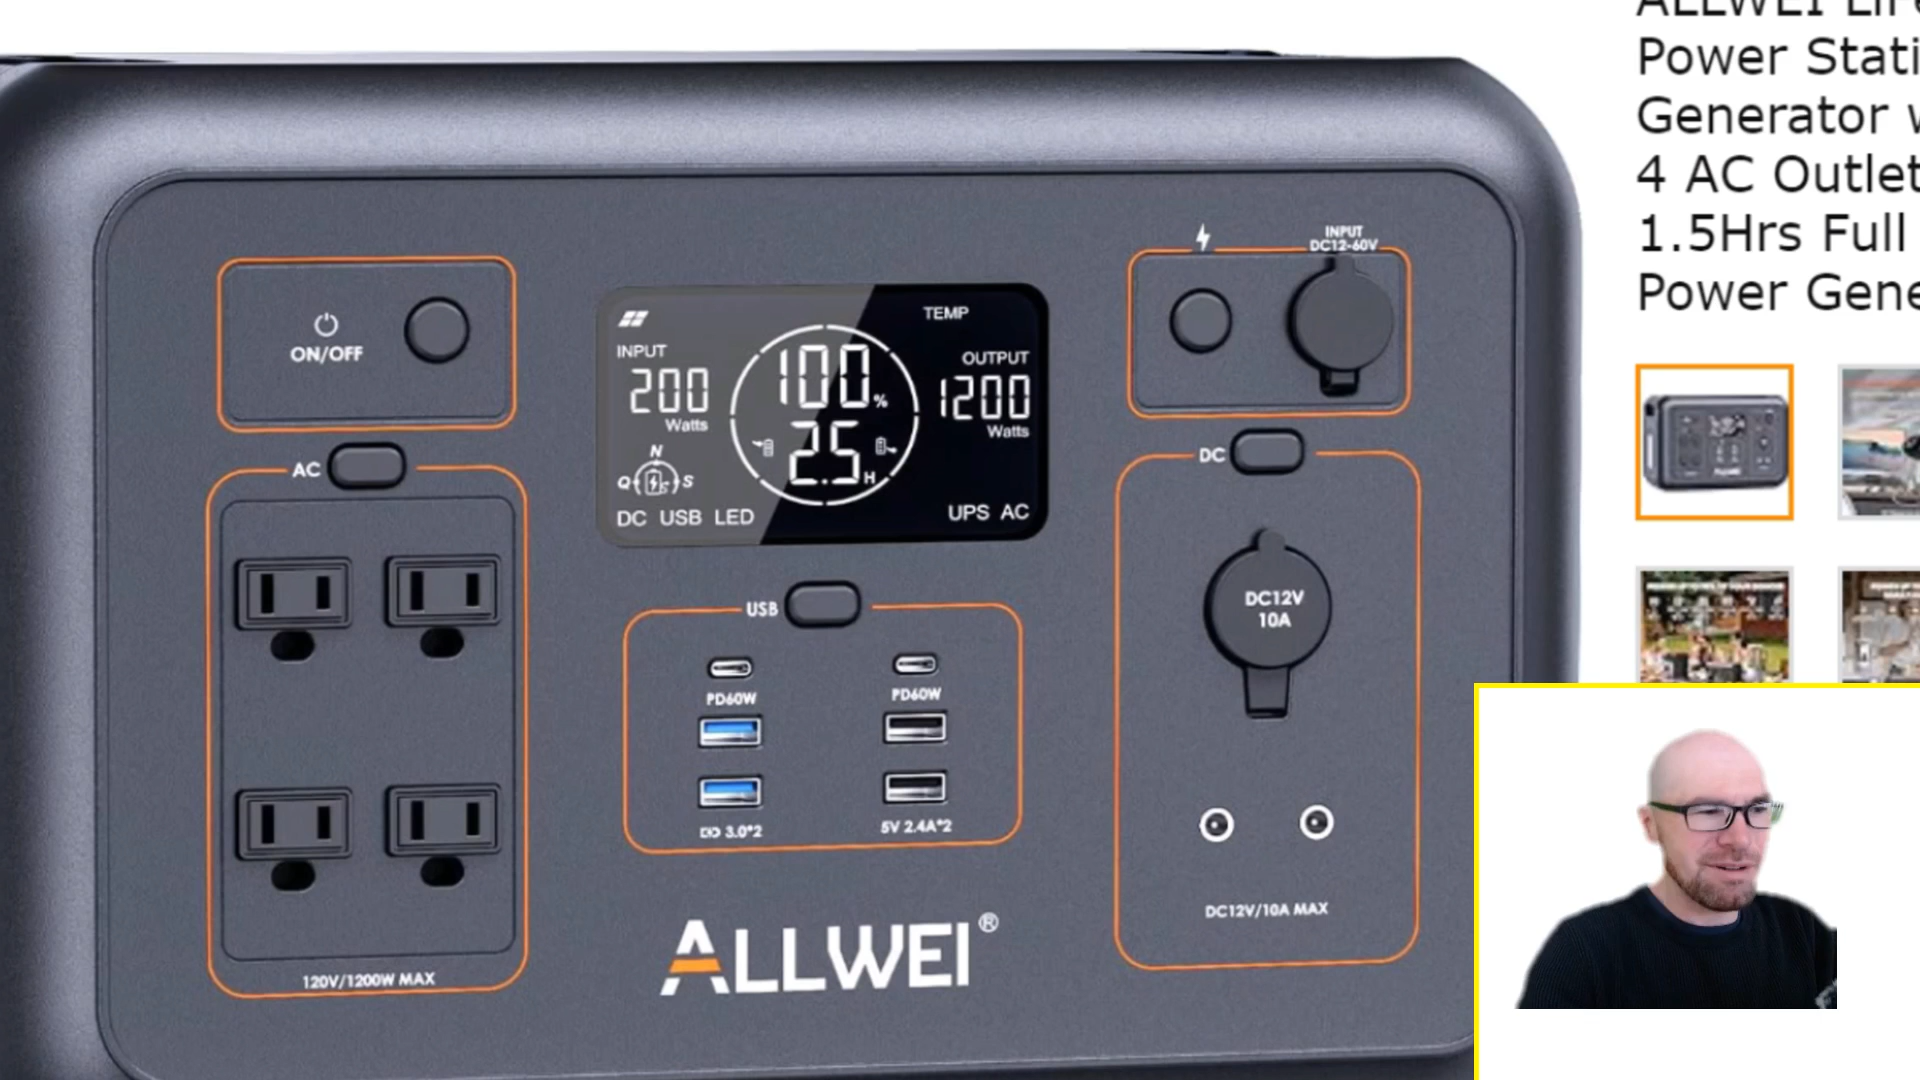 Power Stati
Generator
4 AC Outlet
1.5Hrs Full
Power Gene
INPUT
DC12-60V
ON/OFF
TEMP
INPUT
200
Watts
100%
2.5H
OUTPUT
1200
Watts
N
Q S
DC USB LED
UPS AC
AC
DC
USB
DC12V
10A
PD60W
PD60W
3.0*2
5V 2.4A*2
DC12V/10A MAX
ALLWEI®
120V/1200W MAX